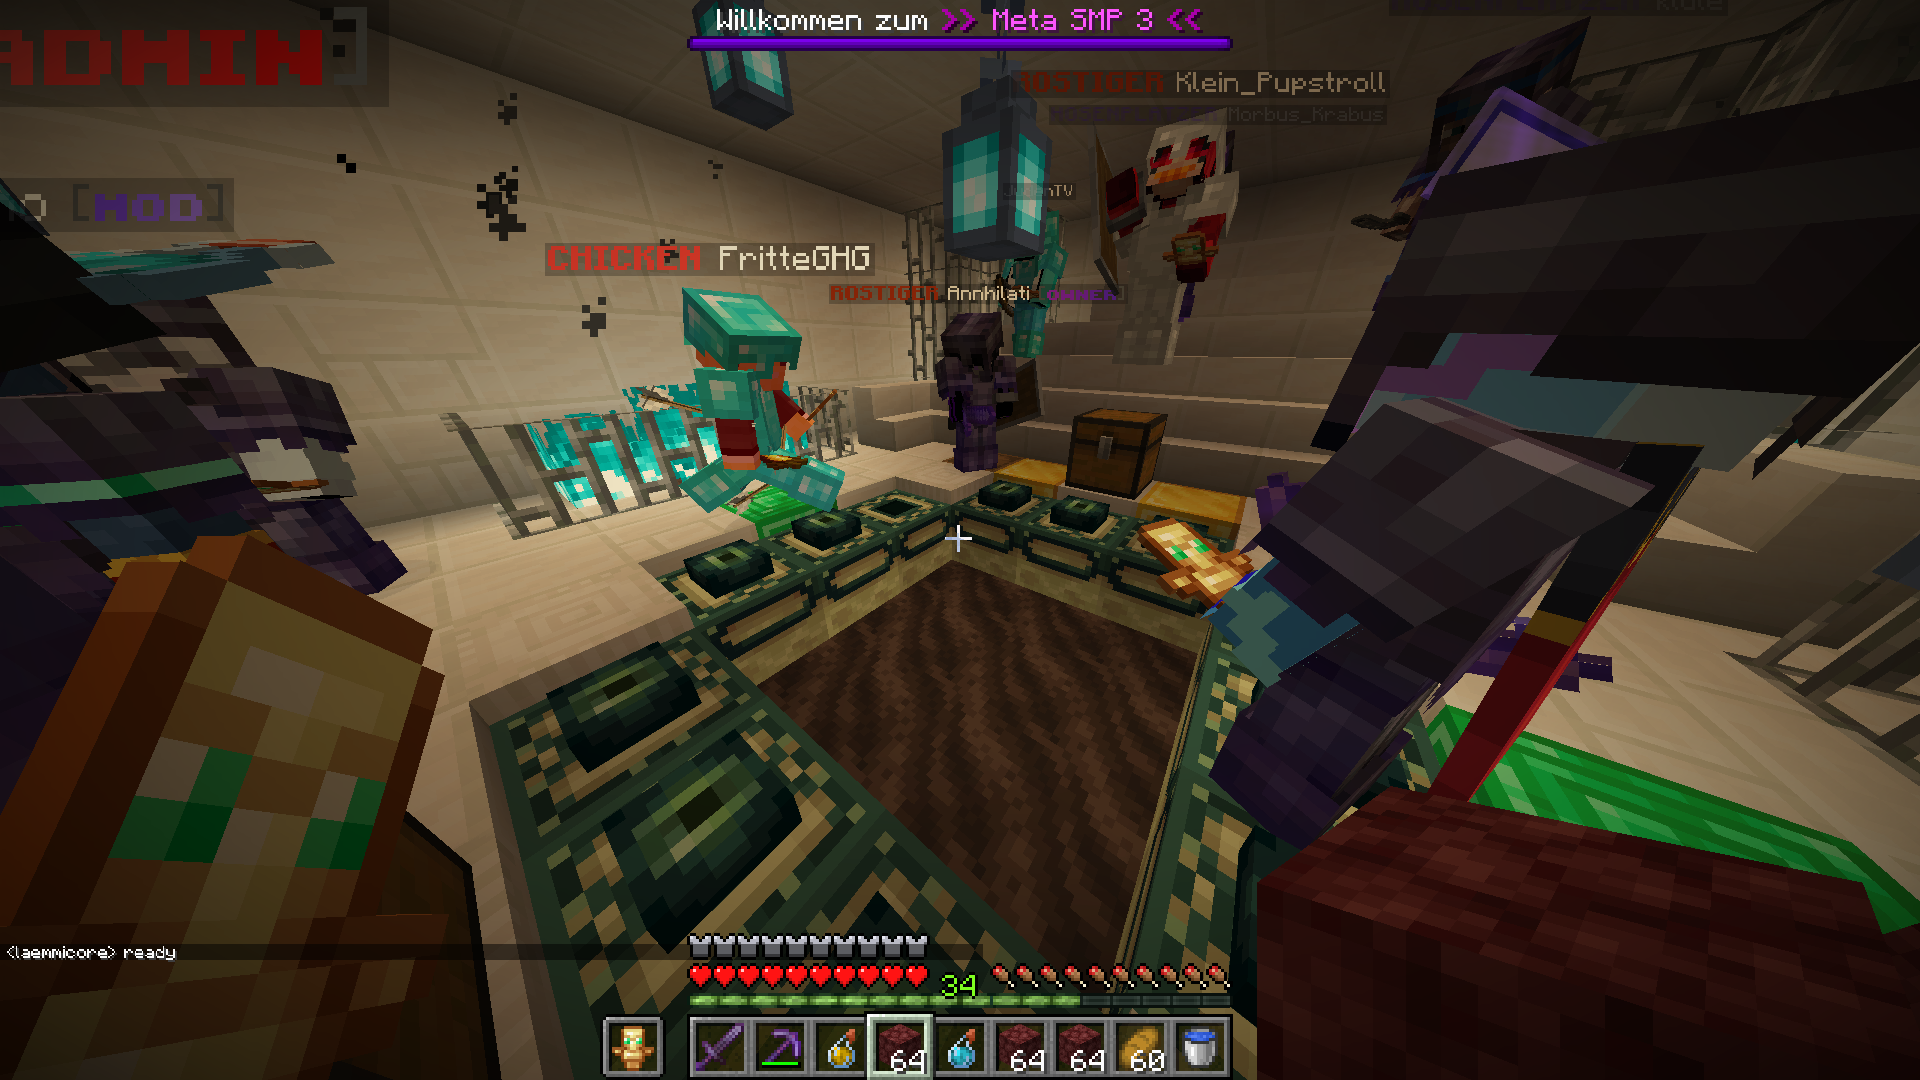 Willkommen zum >> Meta SMP 3 <<
ADMIN]
ROSTIGER Klein_Pupstroll
Morbus_Krabus
[MOD]
CHICKEN FritteGHG
ROSTIGER Annhilati OWNER]
<laemmicore> ready
34
64
64
64
60